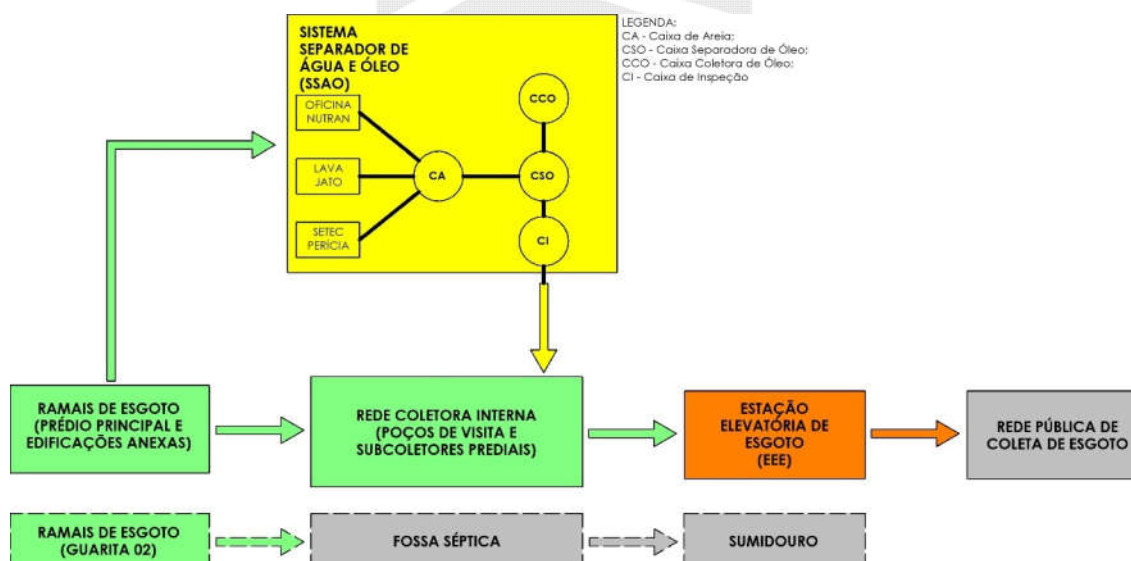 SISTEMA
SEPARADOR DE
ÁGUA E ÓLEO
(SSAO)
OFICINA
NUTRAN
LAVA
JATO
SETEC
PERÍCIA
CA
CCO
CSO
CI
LEGENDA:
CA - Caixa de Areia;
CSO - Caixa Separadora de Óleo;
CCO - Caixa Coletora de Óleo;
CI - Caixa de Inspeção
RAMAIS DE ESGOTO
(PRÉDIO PRINCIPAL E
EDIFICAÇÕES ANEXAS)
REDE COLETORA INTERNA
(POÇOS DE VISITA E
SUBCOLETORES PREDIAIS)
ESTAÇÃO
ELEVATÓRIA DE
ESGOTO
(EEE)
REDE PÚBLICA DE
COLETA DE ESGOTO
RAMAIS DE ESGOTO
(GUARITA 02)
FOSSA SÉPTICA
SUMIDOURO